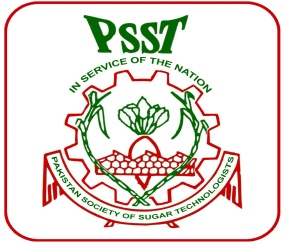 PSST
IN SERVICE OF THE NATION
PAKISTAN SOCIETY OF SUGAR TECHNOLOGISTS